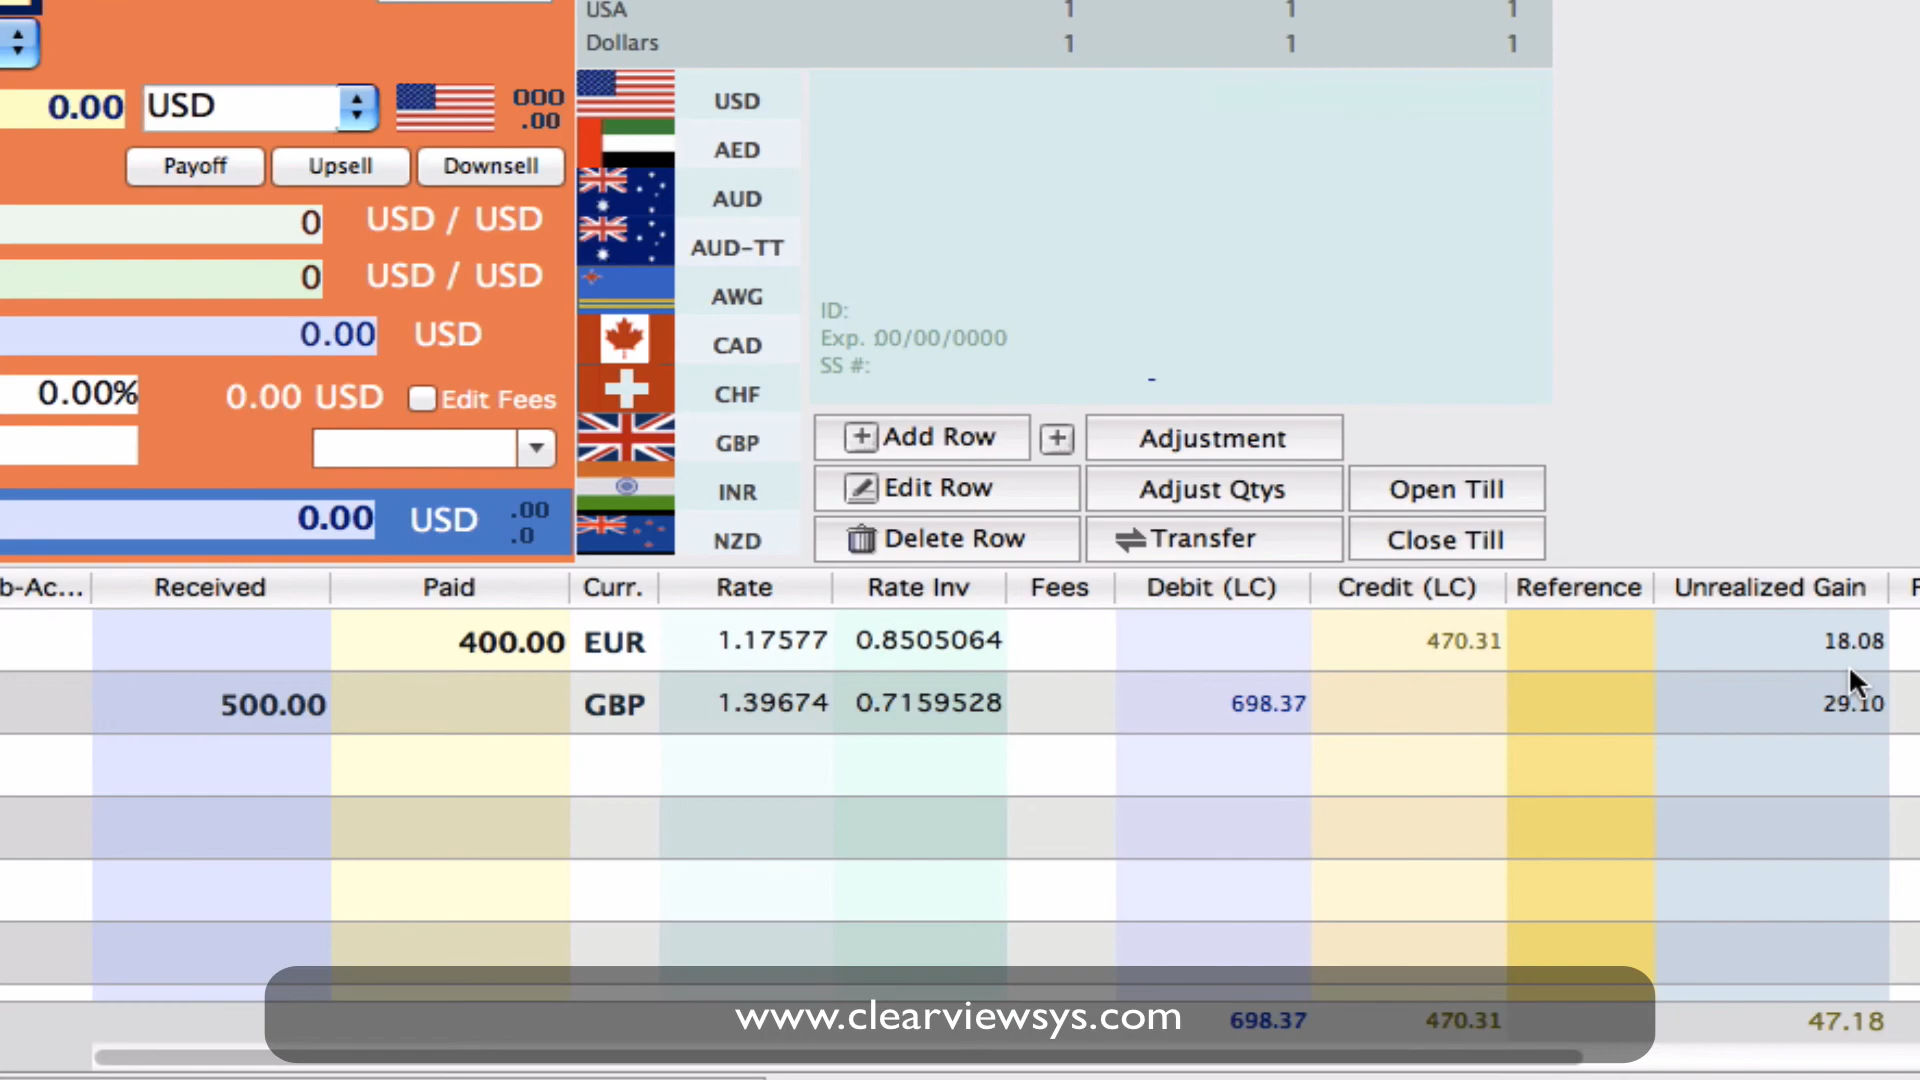 USA 1 1 1
Dollars 1 1 1
0.00 USD 000 .00
Payoff Upsell Downsell
0 USD / USD
0 USD / USD
0.00 USD
0.00% 0.00 USD Edit Fees
0.00 USD .00 .0
USD
AED
AUD
AUD-TT
AWG
CAD
CHF
GBP
INR
NZD
ID:
Exp. :00/00/0000
SS #:
-
Add Row Adjustment
Edit Row Adjust Qtys Open Till
Delete Row Transfer Close Till
b-Ac... Received Paid Curr. Rate Rate Inv Fees Debit (LC) Credit (LC) Reference Unrealized Gain
400.00 EUR 1.17577 0.8505064 470.31 18.08
500.00 GBP 1.39674 0.7159528 698.37 29.10
698.37 470.31 47.18
www.clearviewsys.com